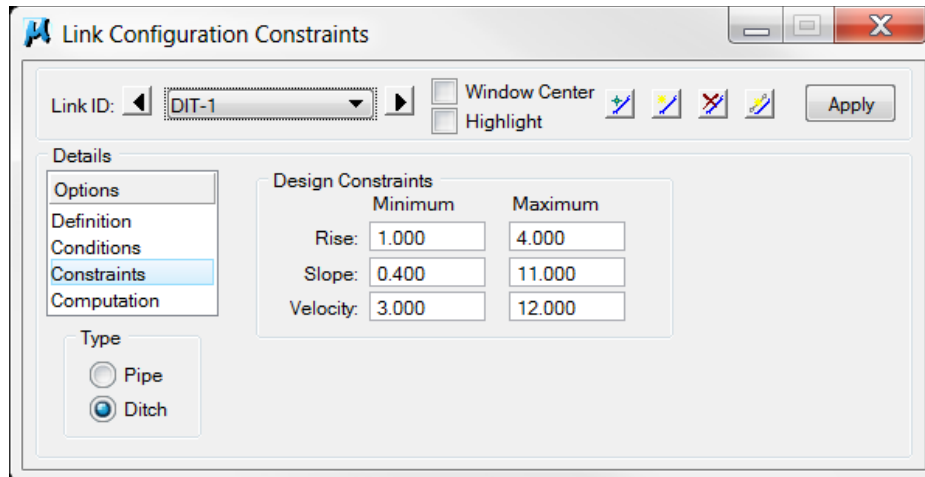 Link Configuration Constraints
Link ID: DIT-1 Window Center Apply
Highlight
Details
Options
Definition
Conditions
Constraints
Computation
Design Constraints
Minimum Maximum
Rise: 1.000 4.000
Slope: 0.400 11.000
Velocity: 3.000 12.000
Type
Pipe
Ditch